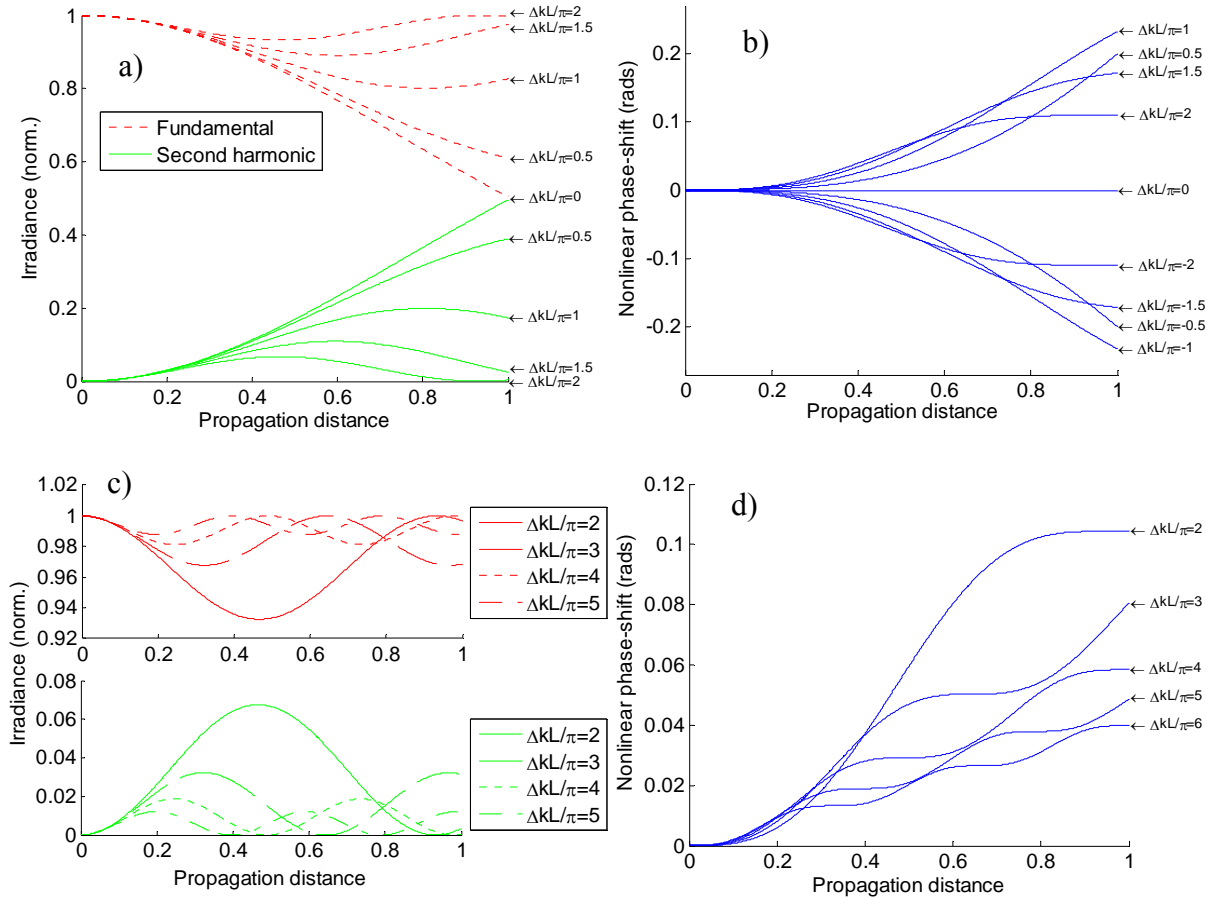 a)
Irradiance (norm.)
1
0.8
0.6
0.4
0.2
0
0
0.2
0.4
0.6
0.8
1
Propagation distance
Fundamental
Second harmonic
← ΔkL/π=2
← ΔkL/π=1.5
← ΔkL/π=1
← ΔkL/π=0.5
← ΔkL/π=0
← ΔkL/π=0.5
← ΔkL/π=1
← ΔkL/π=1.5
← ΔkL/π=2
b)
Nonlinear phase-shift (rads)
0.2
0.1
0
-0.1
-0.2
0
0.2
0.4
0.6
0.8
1
Propagation distance
← ΔkL/π=1
← ΔkL/π=0.5
← ΔkL/π=1.5
← ΔkL/π=2
← ΔkL/π=0
← ΔkL/π=-2
← ΔkL/π=-1.5
← ΔkL/π=-0.5
← ΔkL/π=-1
c)
Irradiance (norm.)
1.02
1
0.98
0.96
0.94
0.92
0
0.2
0.4
0.6
0.8
1
ΔkL/π=2
ΔkL/π=3
ΔkL/π=4
ΔkL/π=5
0.08
0.06
0.04
0.02
0
0
0.2
0.4
0.6
0.8
1
Propagation distance
ΔkL/π=2
ΔkL/π=3
ΔkL/π=4
ΔkL/π=5
d)
Nonlinear phase-shift (rads)
0.12
0.1
0.08
0.06
0.04
0.02
0
0
0.2
0.4
0.6
0.8
1
Propagation distance
← ΔkL/π=2
← ΔkL/π=3
← ΔkL/π=4
← ΔkL/π=5
← ΔkL/π=6